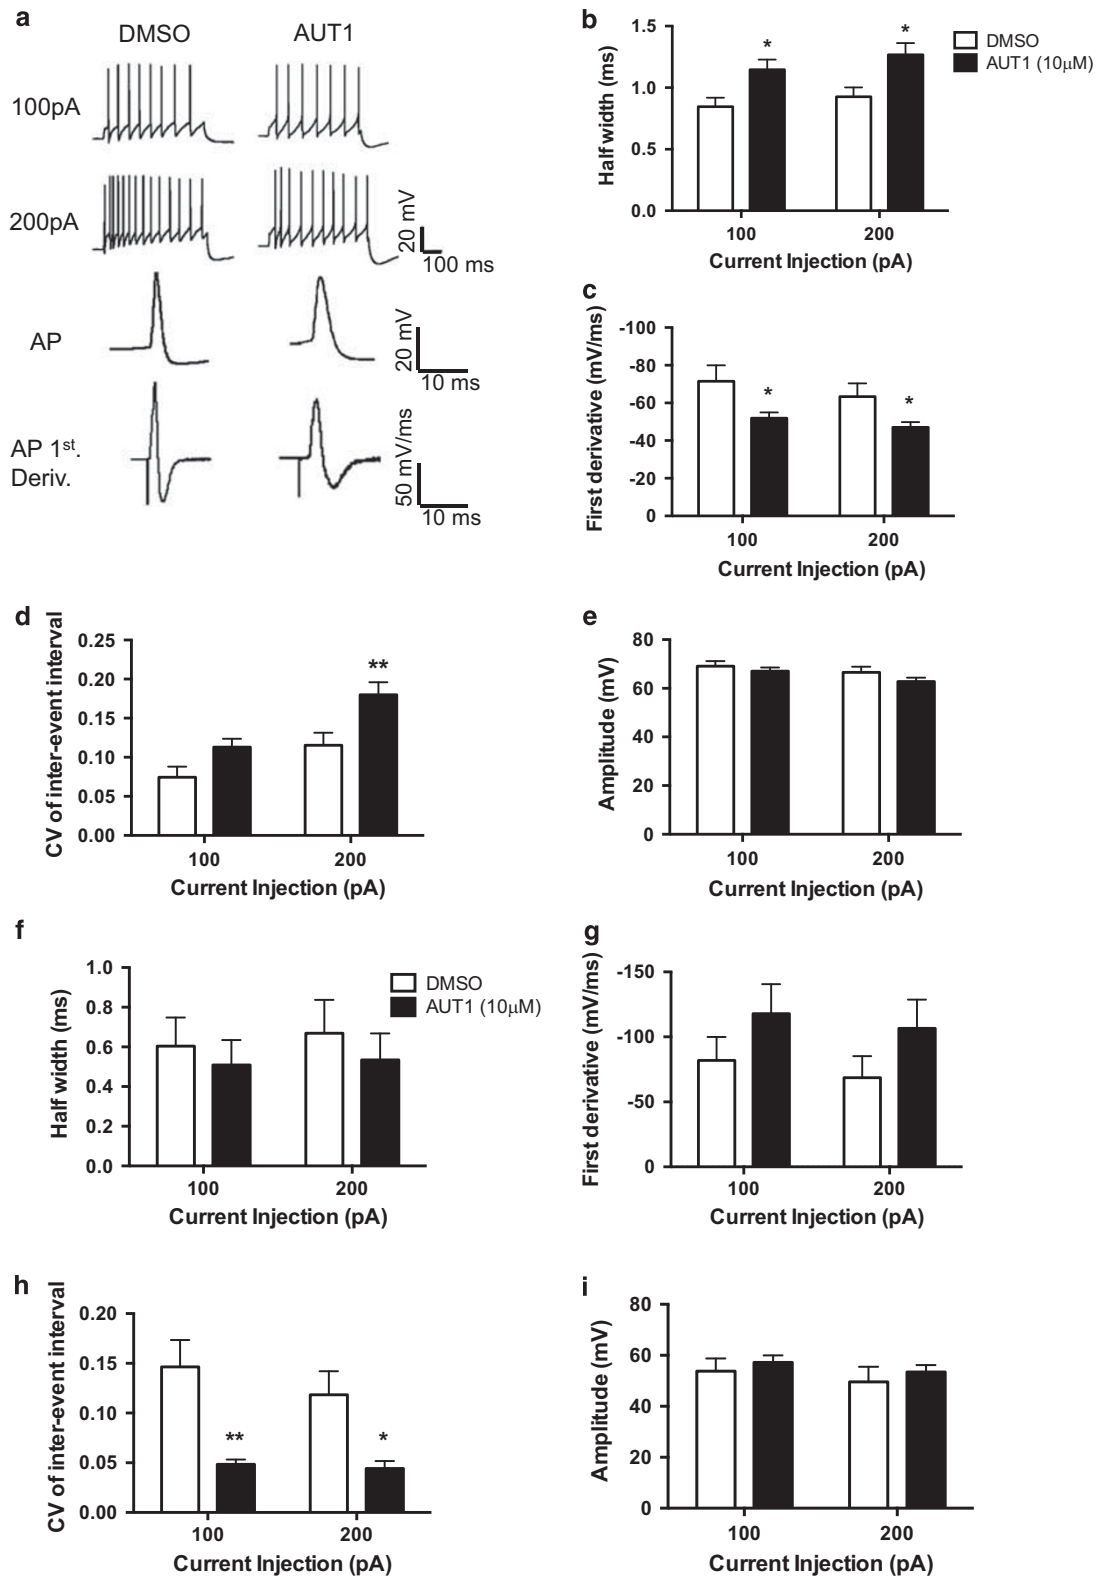 a
DMSO AUT1
100pA
200pA
20 mV
100 ms
AP
20 mV
10 ms
AP 1st.
Deriv.
50 mV/ms
10 ms
b
Half width (ms)
1.5
1.0
0.5
0.0
* *
100 200
Current Injection (pA)
DMSO
AUT1 (10μM)
c
First derivative (mV/ms)
-100
-80
-60
-40
-20
0
* *
100 200
Current Injection (pA)
d
CV of inter-event interval
0.25
0.20
0.15
0.10
0.05
0.00
**
100 200
Current Injection (pA)
e
Amplitude (mV)
80
60
40
20
0
100 200
Current Injection (pA)
f
Half width (ms)
1.0
0.8
0.6
0.4
0.2
0.0
100 200
Current Injection (pA)
DMSO
AUT1 (10μM)
g
First derivative (mV/ms)
-150
-100
-50
0
100 200
Current Injection (pA)
h
CV of inter-event interval
0.20
0.15
0.10
0.05
0.00
** *
100 200
Current Injection (pA)
i
Amplitude (mV)
80
60
40
20
0
100 200
Current Injection (pA)